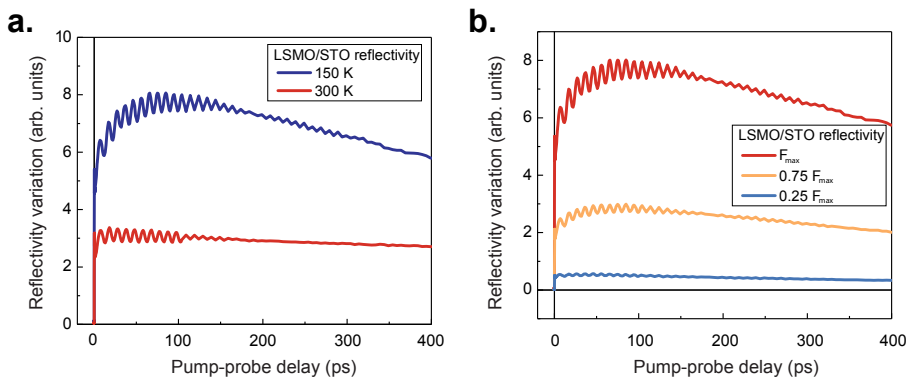 a.
10
8
6
4
2
0
0
100
200
300
400
Reflectivity variation (arb. units)
Pump-probe delay (ps)
LSMO/STO reflectivity
150 K
300 K
b.
8
6
4
2
0
0
100
200
300
400
Reflectivity variation (arb. units)
Pump-probe delay (ps)
LSMO/STO reflectivity
Fmax
0.75 Fmax
0.25 Fmax